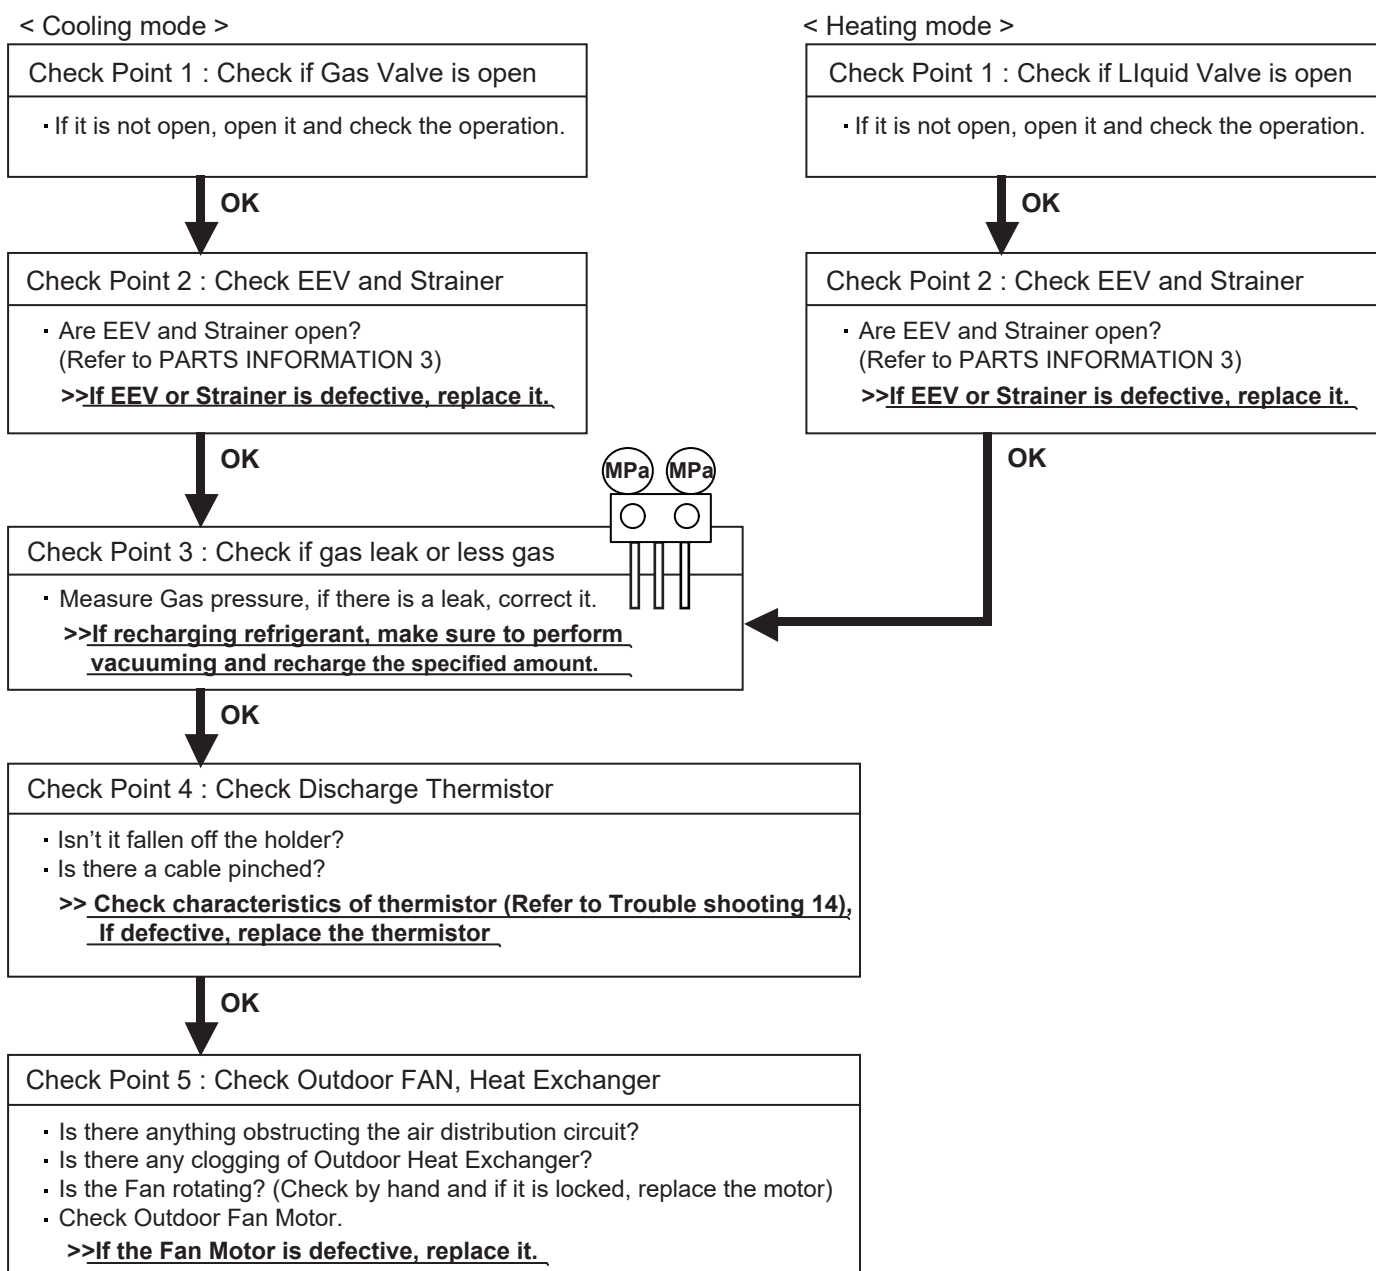 < Cooling mode >
Check Point 1 : Check if Gas Valve is open
· If it is not open, open it and check the operation.
OK
Check Point 2 : Check EEV and Strainer
· Are EEV and Strainer open?
(Refer to PARTS INFORMATION 3)
>>If EEV or Strainer is defective, replace it.
OK
< Heating mode >
Check Point 1 : Check if LIquid Valve is open
· If it is not open, open it and check the operation.
OK
Check Point 2 : Check EEV and Strainer
· Are EEV and Strainer open?
(Refer to PARTS INFORMATION 3)
>>If EEV or Strainer is defective, replace it.
OK
MPa MPa
Check Point 3 : Check if gas leak or less gas
· Measure Gas pressure, if there is a leak, correct it.
>>If recharging refrigerant, make sure to perform
vacuuming and recharge the specified amount.
OK
Check Point 4 : Check Discharge Thermistor
· Isn’t it fallen off the holder?
· Is there a cable pinched?
>> Check characteristics of thermistor (Refer to Trouble shooting 14),
If defective, replace the thermistor
OK
Check Point 5 : Check Outdoor FAN, Heat Exchanger
· Is there anything obstructing the air distribution circuit?
· Is there any clogging of Outdoor Heat Exchanger?
· Is the Fan rotating? (Check by hand and if it is locked, replace the motor)
· Check Outdoor Fan Motor.
>>If the Fan Motor is defective, replace it.